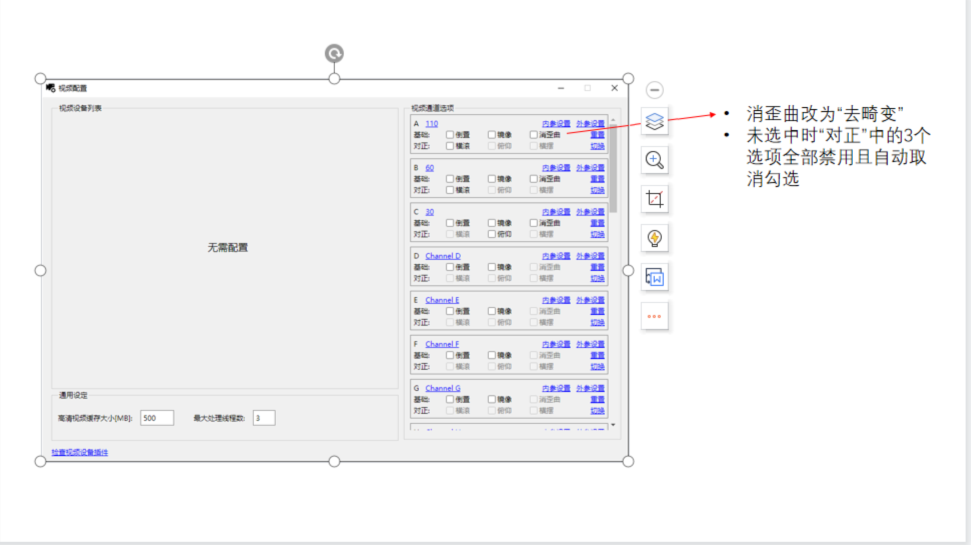 视频配置
视频设备列表
无需配置
通用设定
高清视频缓存大小(MB): 500 最大处理线程数: 3
检查视频设备插件
视频通道选项
A 110 内参设置 外参设置
基础: 倒置 镜像 消歪曲 重置
对正: 横滚 俯仰 横摆 切换
B 60 内参设置 外参设置
基础: 倒置 镜像 消歪曲 重置
对正: 横滚 俯仰 横摆 切换
C 30 内参设置 外参设置
基础: 倒置 镜像 消歪曲 重置
对正: 横滚 俯仰 横摆 切换
D Channel D 内参设置 外参设置
基础: 倒置 镜像 消歪曲 重置
对正: 横滚 俯仰 横摆 切换
E Channel E 内参设置 外参设置
基础: 倒置 镜像 消歪曲 重置
对正: 横滚 俯仰 横摆 切换
F Channel F 内参设置 外参设置
基础: 倒置 镜像 消歪曲 重置
对正: 横滚 俯仰 横摆 切换
G Channel G 内参设置 外参设置
基础: 倒置 镜像 消歪曲 重置
对正: 横滚 俯仰 横摆 切换
• 消歪曲改为“去畸变”
• 未选中时“对正”中的3个
选项全部禁用且自动取
消勾选